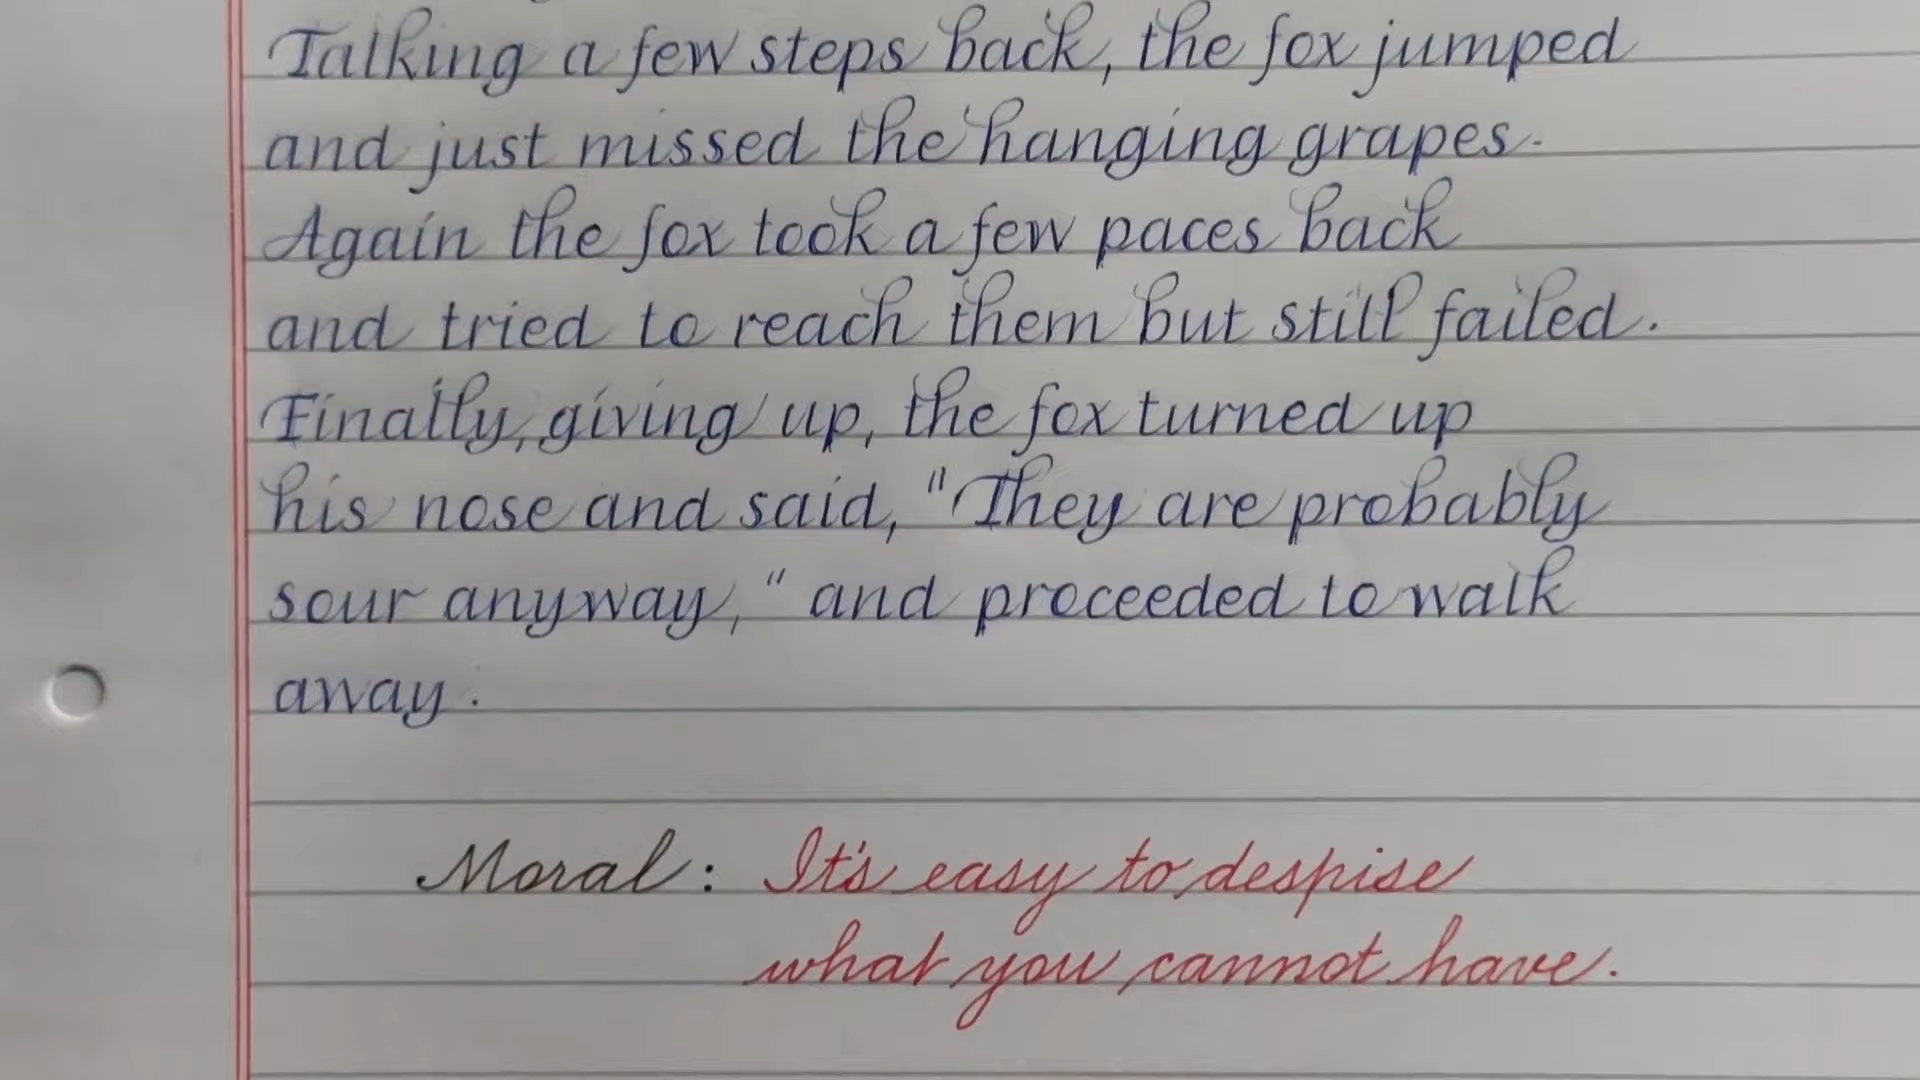 Talking a few steps back, the fox jumped
and just missed the hanging grapes.
Again the fox took a few paces back
and tried to reach them but still failed.
Finally, giving up, the fox turned up
his nose and said, "They are probably
sour anyway," and proceeded to walk
away.
Moral: It's easy to despise
what you cannot have.